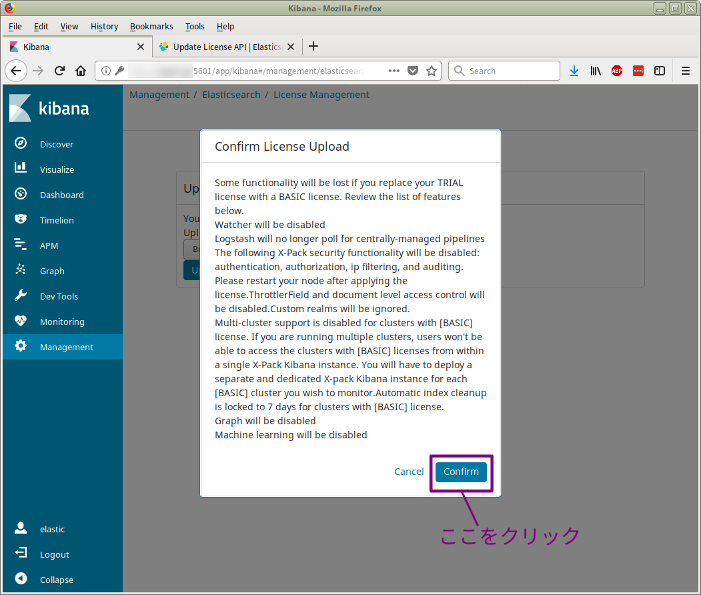 Kibana - Mozilla Firefox
File Edit View History Bookmarks Tools Help
Kibana
Update License API | Elastics
5601/app/kibana#/management/elasticsear
Search
ABP
kibana
Management / Elasticsearch / License Management
Discover
Visualize
Dashboard
Timelion
APM
Graph
Dev Tools
Monitoring
Management
elastic
Logout
Collapse
Up
You
Upl
B
U
Confirm License Upload
Some functionality will be lost if you replace your TRIAL
license with a BASIC license. Review the list of features
below.
Watcher will be disabled
Logstash will no longer poll for centrally-managed pipelines
The following X-Pack security functionality will be disabled:
authentication, authorization, ip filtering, and auditing.
Please restart your node after applying the
license.ThrottlerField and document level access control will
be disabled.Custom realms will be ignored.
Multi-cluster support is disabled for clusters with [BASIC]
license. If you are running multiple clusters, users won't be
able to access the clusters with [BASIC] licenses from within
a single X-Pack Kibana instance. You will have to deploy a
separate and dedicated X-pack Kibana instance for each
[BASIC] cluster you wish to monitor.Automatic index cleanup
is locked to 7 days for clusters with [BASIC] license.
Graph will be disabled
Machine learning will be disabled
Cancel Confirm
ここをクリック